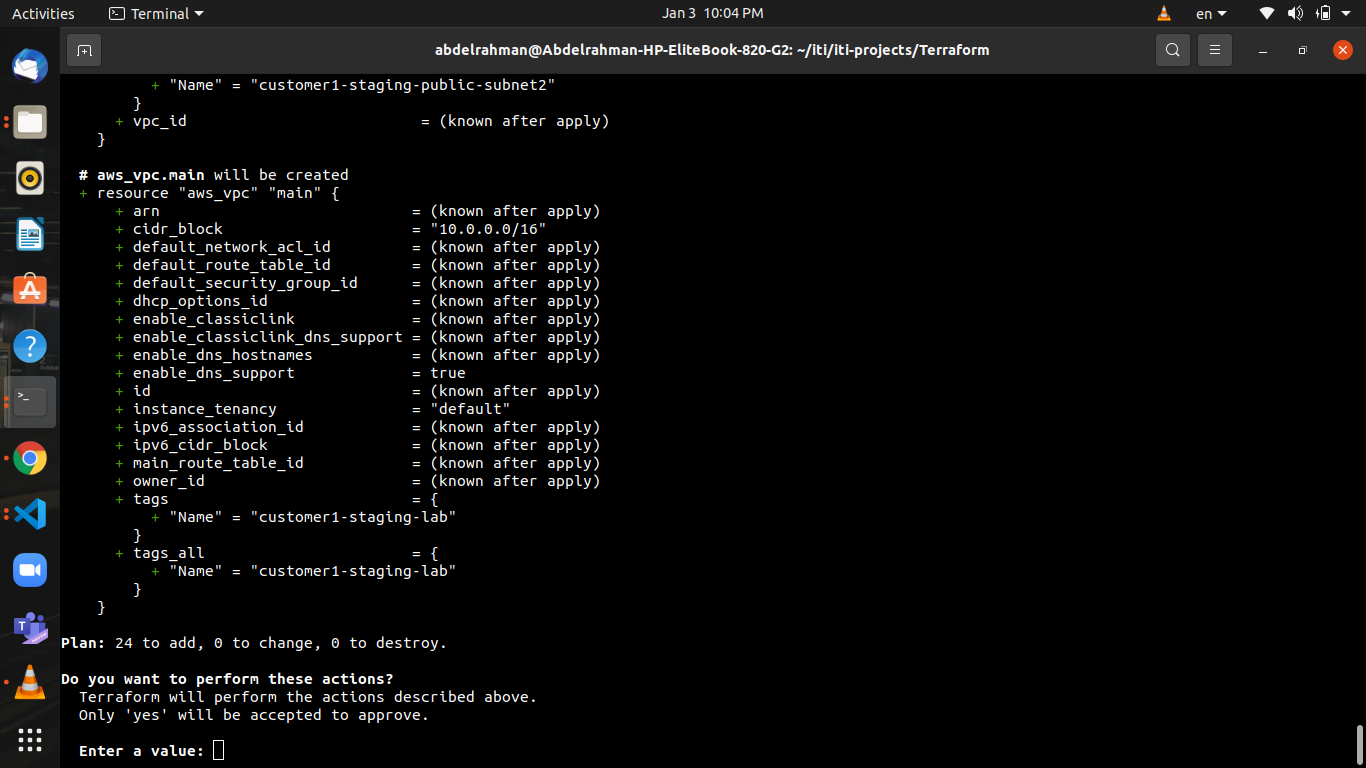 Activities
Terminal
Jan 3 10:04 PM
en
abdelrahman@Abdelrahman-HP-EliteBook-820-G2: ~/iti/iti-projects/Terraform
+ "Name" = "customer1-staging-public-subnet2"
}
+ vpc_id = (known after apply)
}
# aws_vpc.main will be created
+ resource "aws_vpc" "main" {
+ arn = (known after apply)
+ cidr_block = "10.0.0.0/16"
+ default_network_acl_id = (known after apply)
+ default_route_table_id = (known after apply)
+ default_security_group_id = (known after apply)
+ dhcp_options_id = (known after apply)
+ enable_classiclink = (known after apply)
+ enable_classiclink_dns_support = (known after apply)
+ enable_dns_hostnames = (known after apply)
+ enable_dns_support = true
+ id = (known after apply)
+ instance_tenancy = "default"
+ ipv6_association_id = (known after apply)
+ ipv6_cidr_block = (known after apply)
+ main_route_table_id = (known after apply)
+ owner_id = (known after apply)
+ tags = {
+ "Name" = "customer1-staging-lab"
}
+ tags_all = {
+ "Name" = "customer1-staging-lab"
}
}
Plan: 24 to add, 0 to change, 0 to destroy.
Do you want to perform these actions?
Terraform will perform the actions described above.
Only 'yes' will be accepted to approve.
Enter a value: